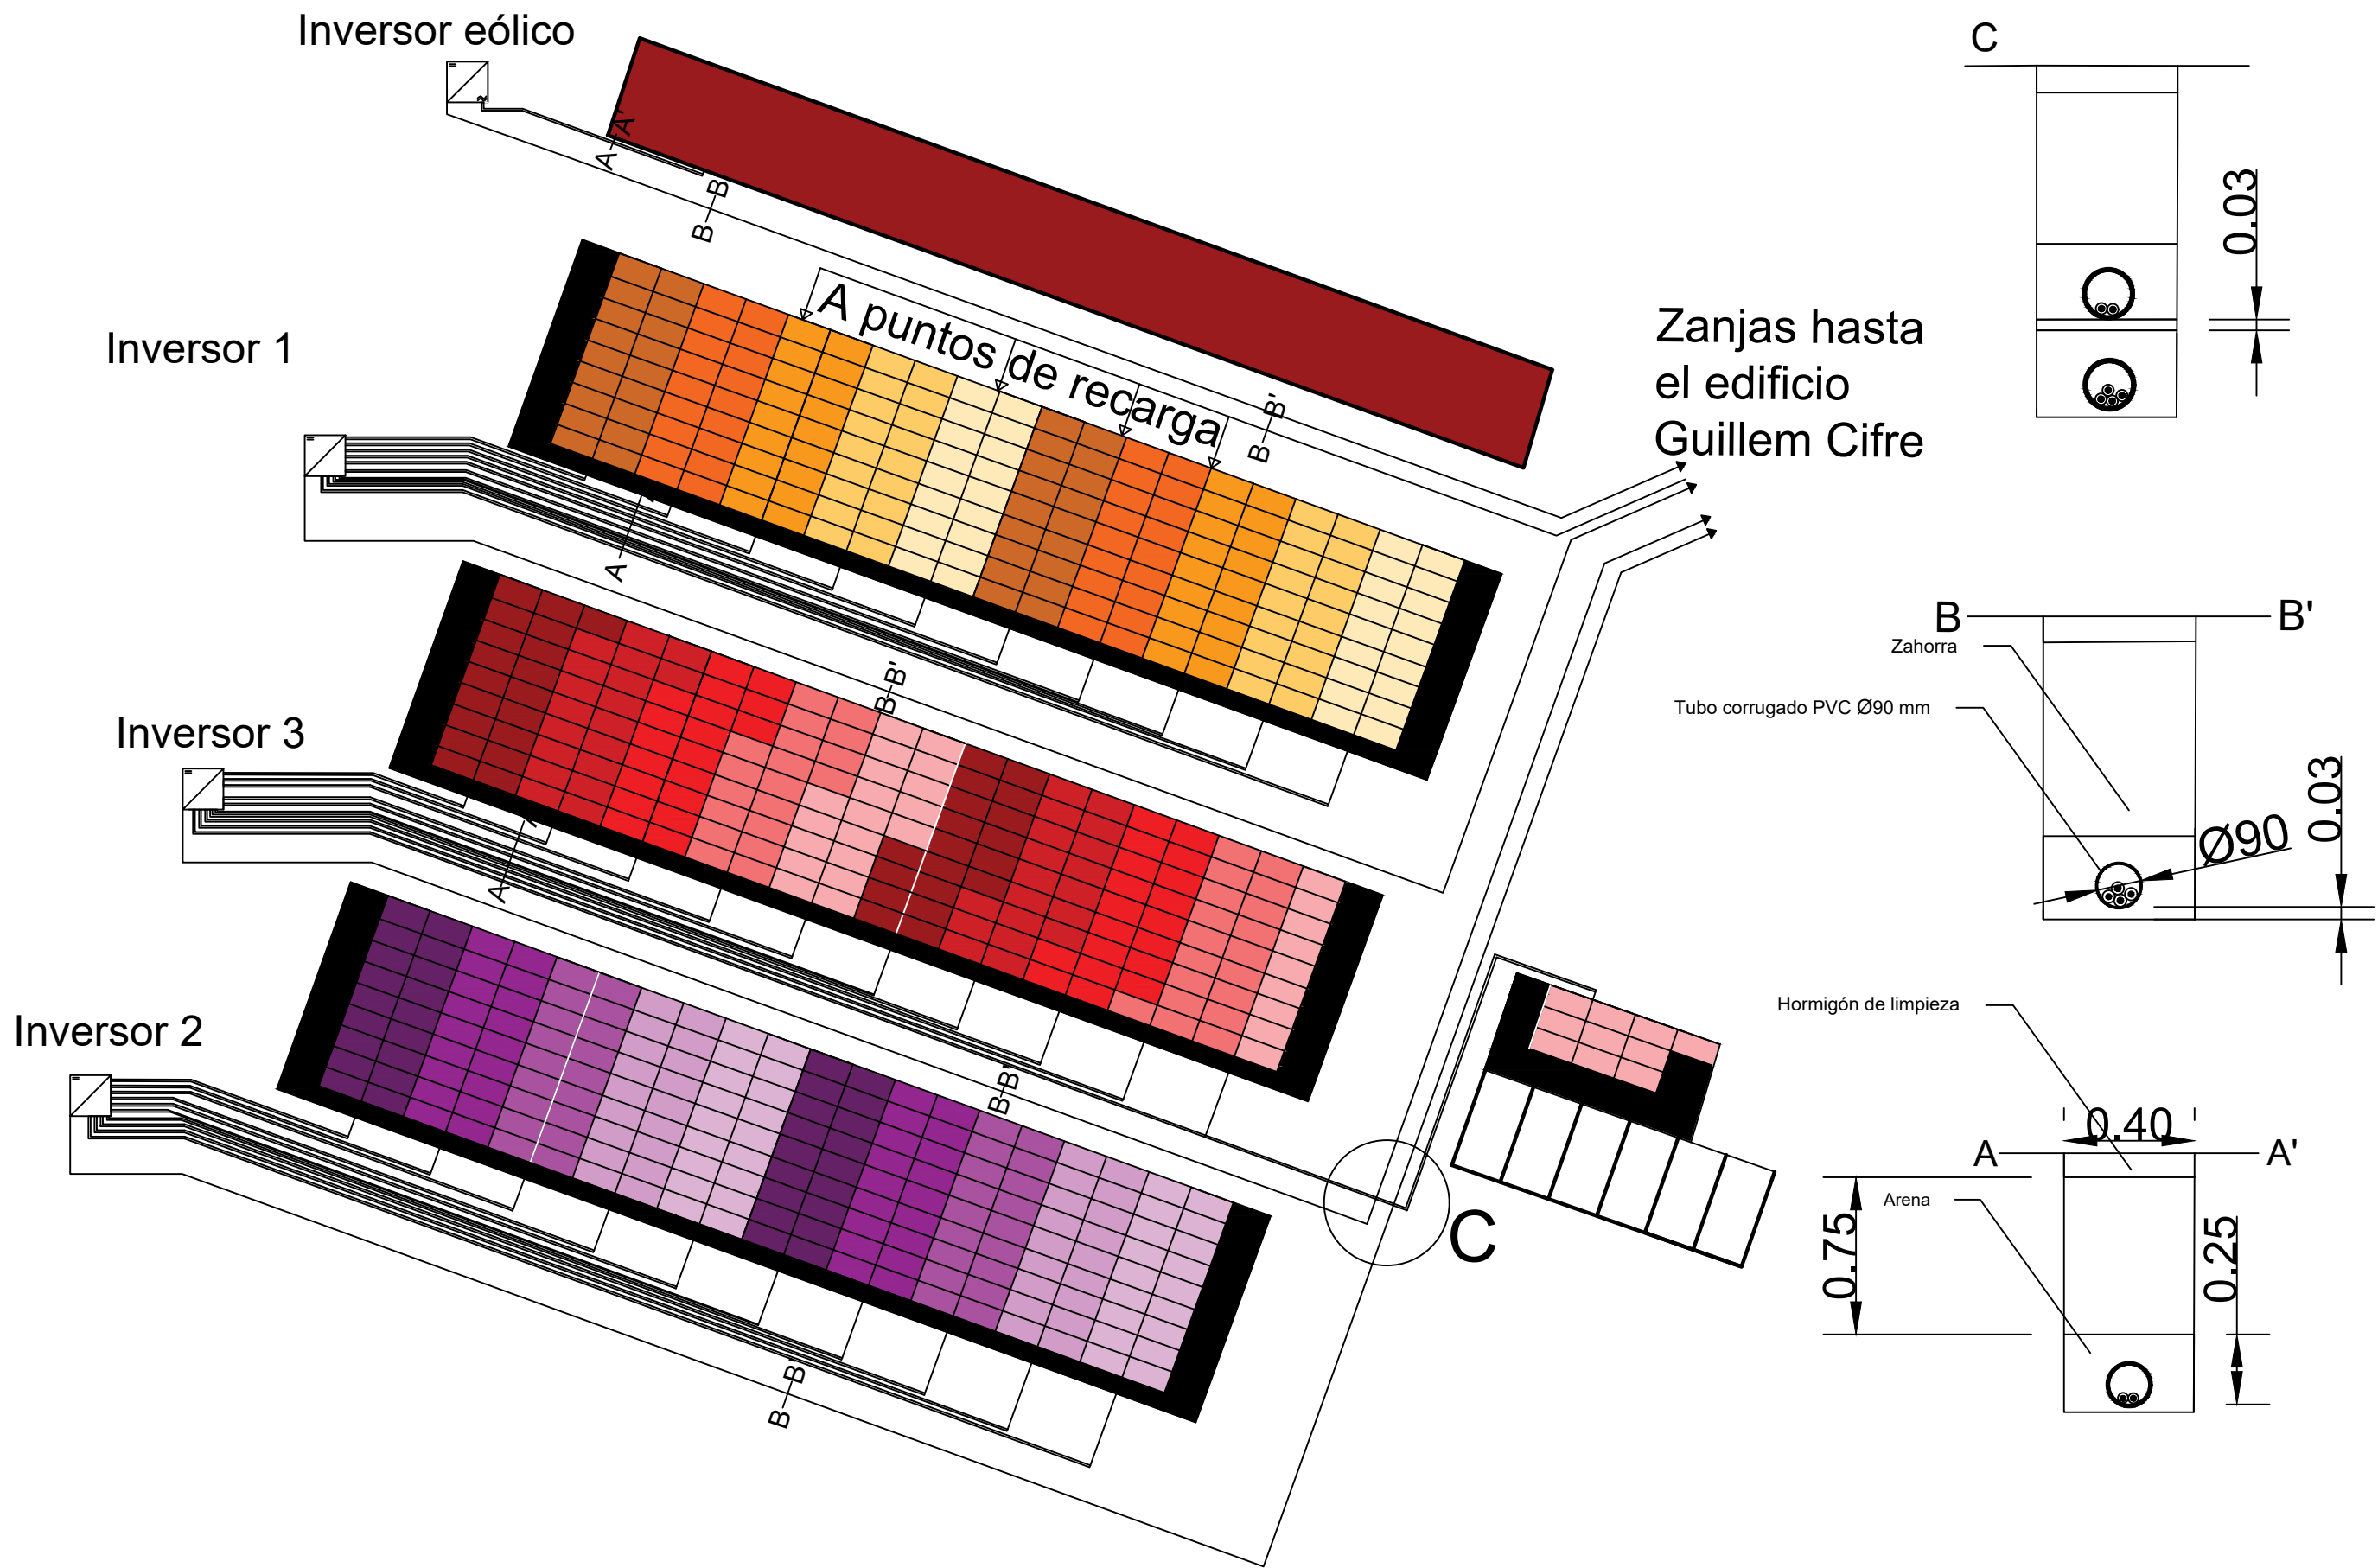 Inversor eólico
C
A'
A
B
B
0.03
A puntos de recarga
Zanjas hasta
el edificio
Guillem Cifre
Inversor 1
B'
B
A
B
B'
Zahorra
Tubo corrugado PVC Ø90 mm
B'
B
0.03
Ø90
Inversor 3
A
Inversor 2
Hormigón de limpieza
B'
B
0.40
A
A'
Arena
0.75
0.25
C
B
B